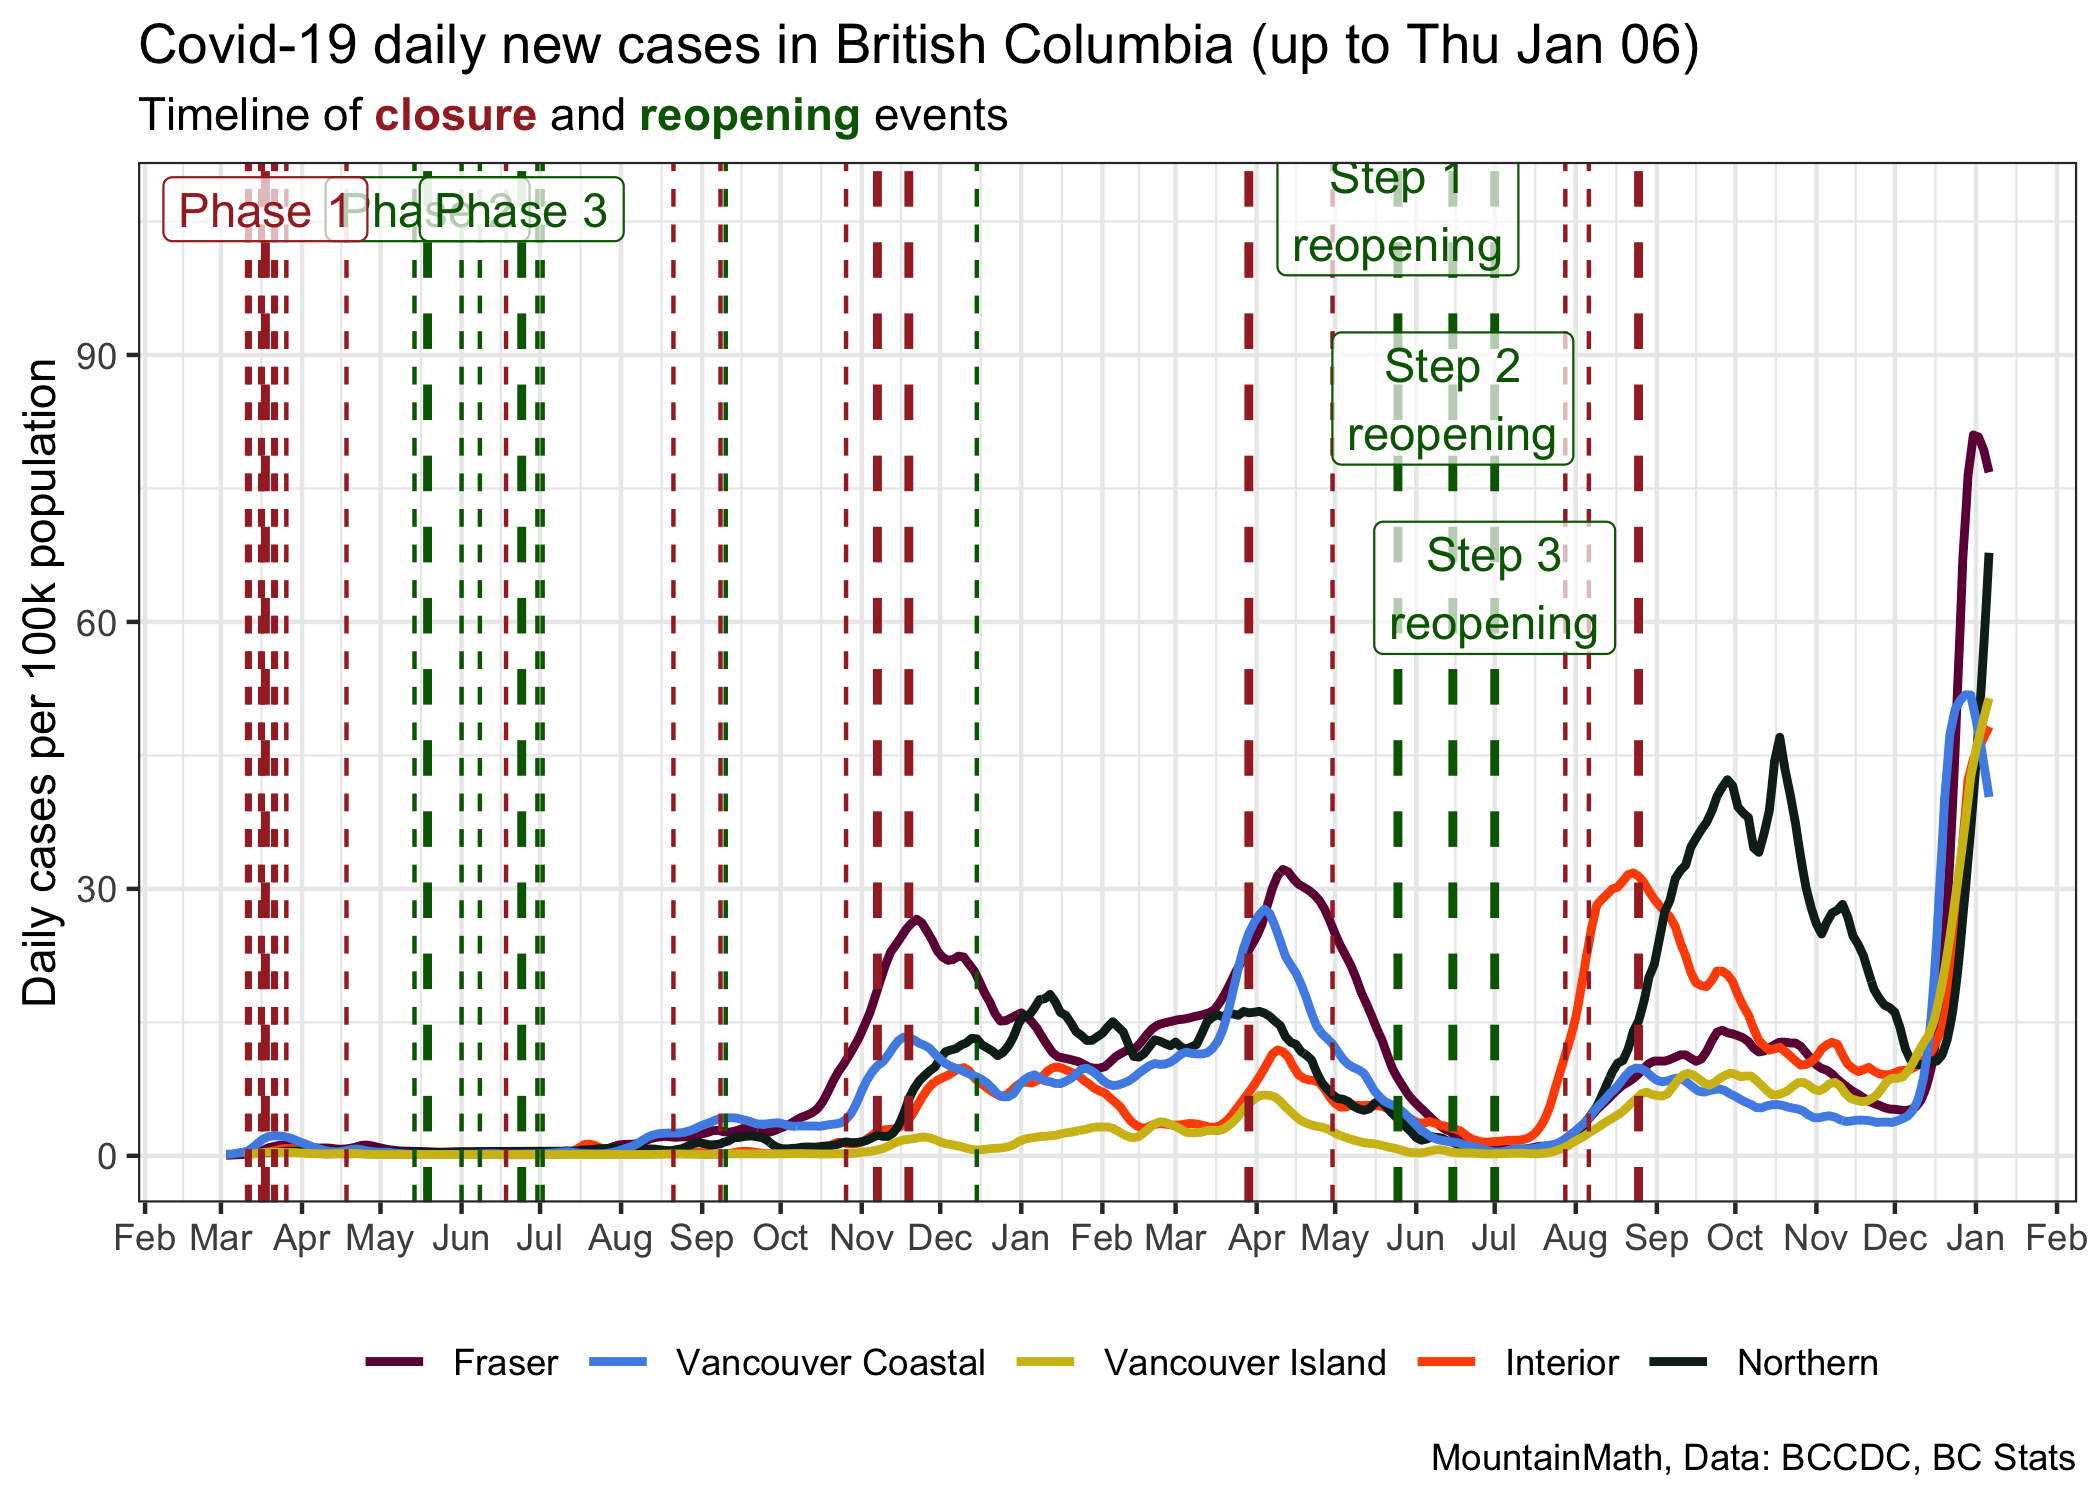 Covid-19 daily new cases in British Columbia (up to Thu Jan 06)
Timeline of closure and reopening events
Phase 1
Phase 2
Phase 3
Step 1
reopening
Step 2
reopening
Step 3
reopening
Daily cases per 100k population
90
60
30
0
Feb Mar Apr May Jun Jul Aug Sep Oct Nov Dec Jan Feb Mar Apr May Jun Jul Aug Sep Oct Nov Dec Jan Feb
Fraser Vancouver Coastal Vancouver Island Interior Northern
MountainMath, Data: BCCDC, BC Stats